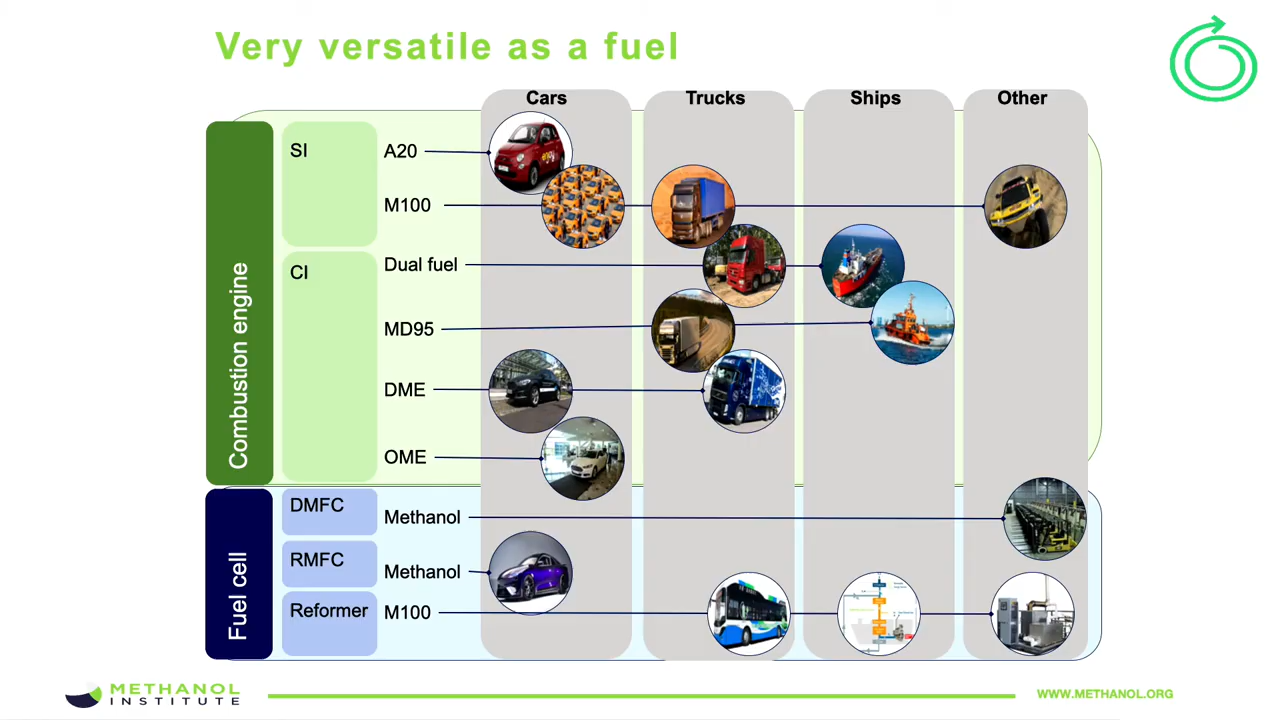 Very versatile as a fuel
Cars
Trucks
Ships
Other
Combustion engine
SI
A20
M100
CI
Dual fuel
MD95
DME
OME
Fuel cell
DMFC
Methanol
RMFC
Methanol
Reformer
M100
METHANOL
INSTITUTE
WWW.METHANOL.ORG